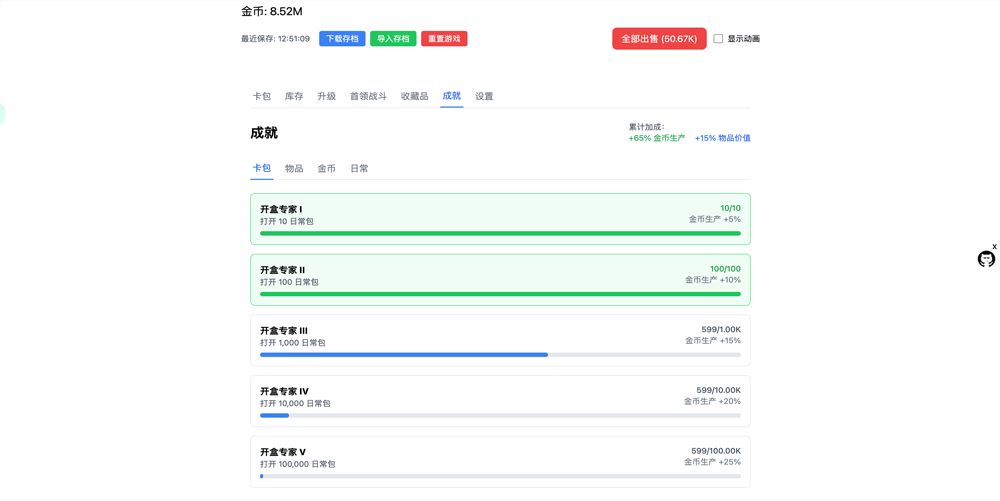 金币: 8.52M
最近保存: 12:51:09 下载存档 导入存档 重置游戏 全部出售 (50.67K) 显示动画
卡包 库存 升级 首领战斗 收藏品 成就 设置
成就
累计加成:
+65% 金币生产 +15% 物品价值
卡包 物品 金币 日常
开盒专家 I 10/10
打开 10 日常包 金币生产 +5%
开盒专家 II 100/100
打开 100 日常包 金币生产 +10%
开盒专家 III 599/1.00K
打开 1,000 日常包 金币生产 +15%
开盒专家 IV 599/10.00K
打开 10,000 日常包 金币生产 +20%
开盒专家 V 599/100.00K
打开 100,000 日常包 金币生产 +25%
x